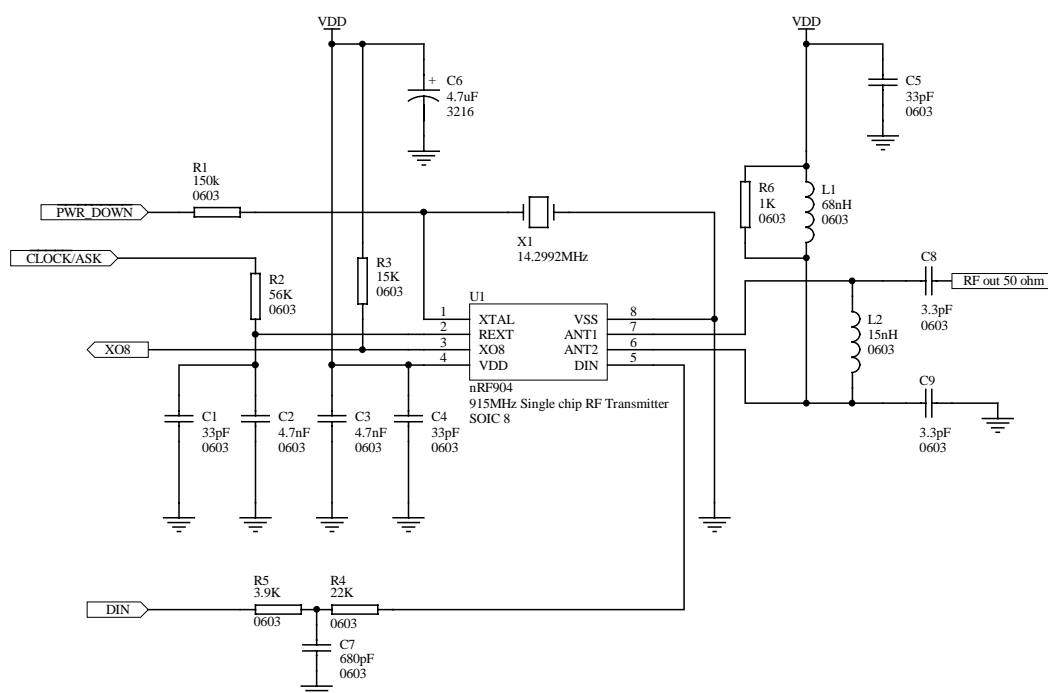 VDD
VDD
C6
4.7uF
3216
+
C5
33pF
0603
R1
150k
0603
PWR_DOWN
R6
1K
0603
L1
68nH
0603
X1
14.2992MHz
CLOCK/ASK
R2
56K
0603
R3
15K
0603
C8
3.3pF
0603
RF out 50 ohm
U1
1
2
3
4
XTAL
REXT
XO8
VDD
VSS
ANT1
ANT2
DIN
8
7
6
5
nRF904
915MHz Single chip RF Transmitter
SOIC 8
L2
15nH
0603
XO8
C9
3.3pF
0603
C1
33pF
0603
C2
4.7nF
0603
C3
4.7nF
0603
C4
33pF
0603
DIN
R5
3.9K
0603
R4
22K
0603
C7
680pF
0603